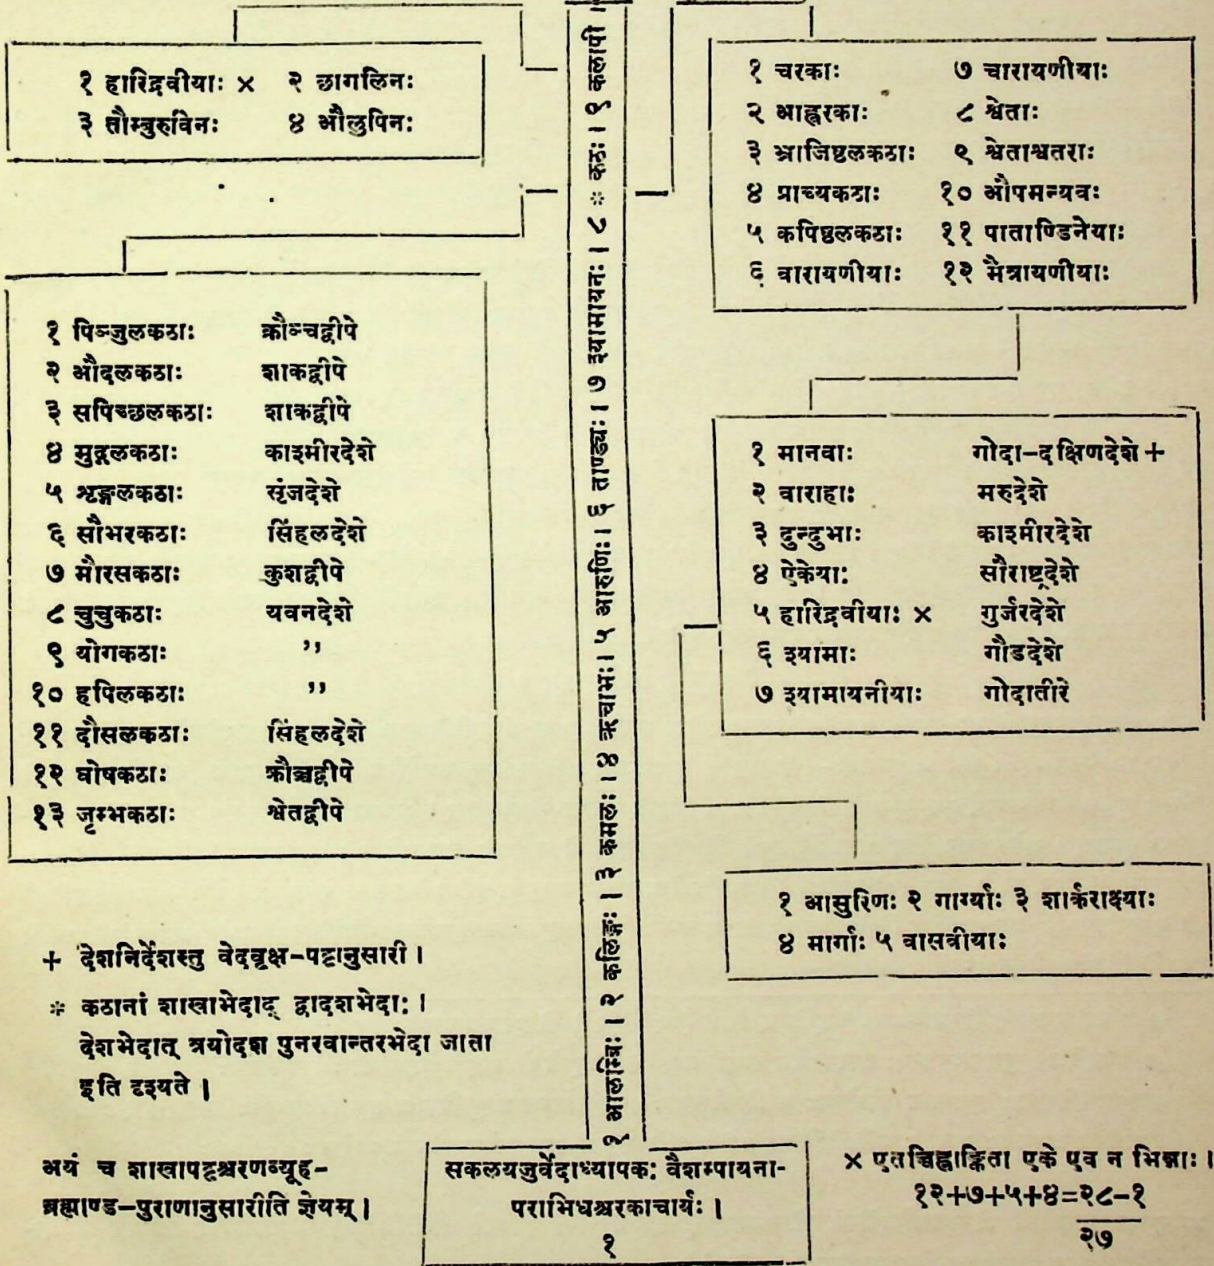 १ हारिद्रवीयाः × २ छागलिनः
३ तौम्बुरुविनः ४ औलुपिनः
१ चरकाः ७ चारायणीयाः
२ आह्वरकाः ८ श्वेताः
३ भ्राजिष्ठलकठाः ९ श्वेताश्वतराः
४ प्राच्यकठाः १० औपमन्यवः
५ कपिष्ठलकठाः ११ पाताण्डिनेयाः
६ वारायणीयाः १२ मैत्रायणीयाः
१ पिञ्जुलकठाः क्रौञ्चद्वीपे
२ औदलकठाः शाकद्वीपे
३ सपिच्छलकठाः शाकद्वीपे
४ मुद्गलकठाः काश्मीरदेशे
५ शृङ्गलकठाः सृंजदेशे
६ सौभरकठाः सिंहलदेशे
७ मौरसकठाः कुशद्वीपे
८ चुचुकठाः यवनदेशे
९ योगकठाः ,,
१० हपिलकठाः ,,
११ दौसलकठाः सिंहलदेशे
१२ घोषकठाः क्रौञ्चद्वीपे
१३ जृम्भकठाः श्वेतद्वीपे
१ आलम्बिः । २ कलिङ्गः । ३ कमलः । ४ ऋचाभः । ५ आरुणिः । ६ ताण्ड्यः । ७ श्यामायनः । ८ * कठः । ९ कलापी ।
१ मानवाः गोदा-दक्षिणदेशे +
२ वाराहाः मरुदेशे
३ दुन्दुभाः काश्मीरदेशे
४ ऐकेयाः सौराष्ट्रदेशे
५ हारिद्रवीयाः × गुर्जरदेशे
६ श्यामाः गौडदेशे
७ श्यामायनीयाः गोदातीरे
१ आसुरिणः २ गार्ग्याः ३ शार्कराक्ष्याः
४ मार्गाः ५ वासवीयाः
+ देशनिर्देशस्तु वेदवृक्ष-पट्टानुसारी ।
* कठानां शाखाभेदाद् द्वादशभेदाः ।
देशभेदात् त्रयोदश पुनरवान्तरभेदा जाता
इति दृश्यते ।
अयं च शाखापट्टश्चरणव्यूह-
ब्रह्माण्ड-पुराणानुसारीति ज्ञेयम् ।
सकलयजुर्वेदाध्यापकः वैशम्पायना-
पराभिधश्चरकाचार्यः ।
१
× एतच्चिह्नाङ्किता एके एव न भिन्नाः ।
१२+७+५+४=२८-१
२७